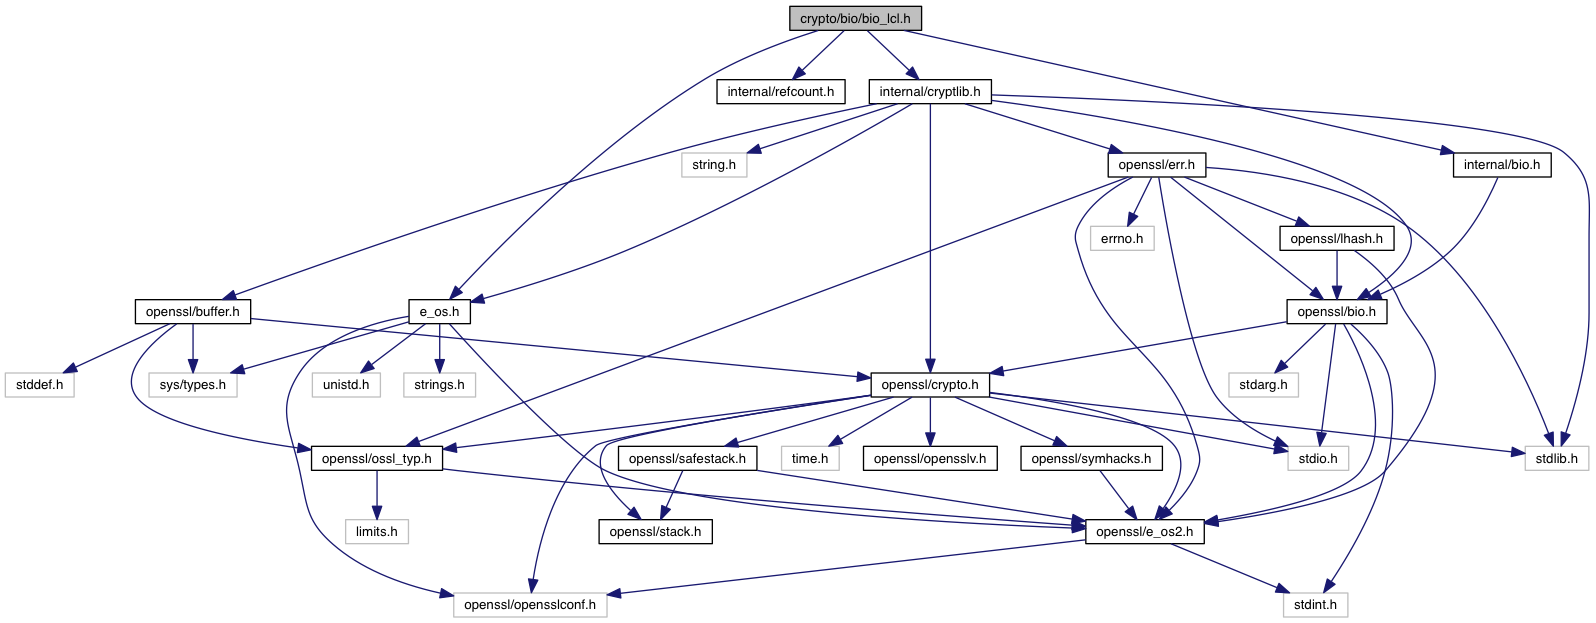 crypto/bio/bio_lcl.h
internal/refcount.h
internal/cryptlib.h
string.h
openssl/err.h
internal/bio.h
errno.h
openssl/lhash.h
openssl/buffer.h
e_os.h
openssl/bio.h
stddef.h
sys/types.h
unistd.h
strings.h
openssl/crypto.h
stdarg.h
openssl/ossl_typ.h
openssl/safestack.h
time.h
openssl/opensslv.h
openssl/symhacks.h
stdio.h
stdlib.h
limits.h
openssl/stack.h
openssl/e_os2.h
openssl/opensslconf.h
stdint.h